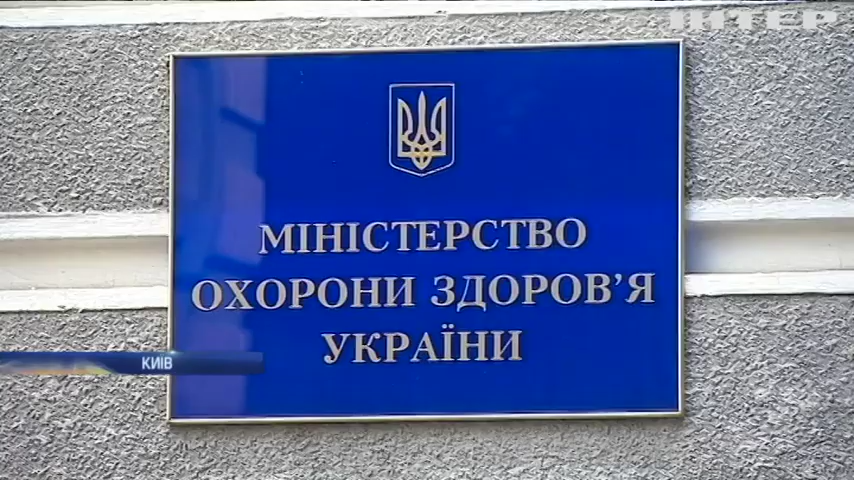 ІНТЕР
МІНІСТЕРСТВО
ОХОРОНИ ЗДОРОВ’Я
УКРАЇНИ
КИЇВ